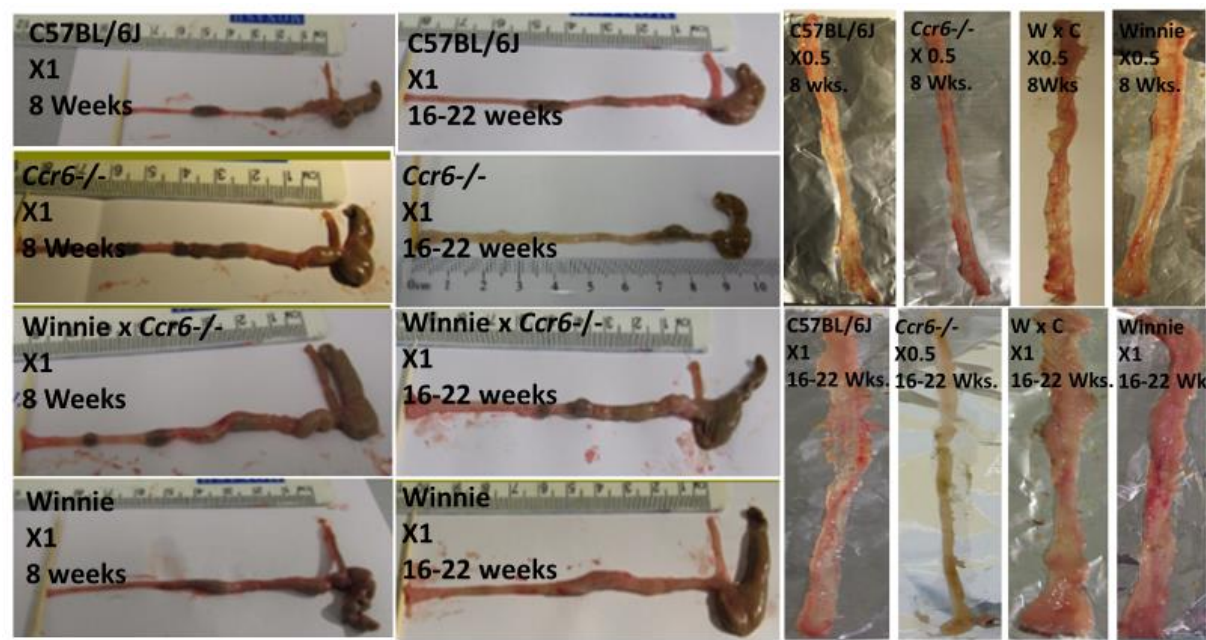 C57BL/6J
X1
8 Weeks
C57BL/6J
X1
16-22 weeks
C57BL/6J
X0.5
8 wks.
Ccr6-/-
X 0.5
8 Wks.
W x C
X0.5
8Wks
Winnie
X0.5
8 Wks.
Ccr6-/-
X1
8 Weeks
Ccr6-/-
X1
16-22 weeks
0 1 2 3 4 5 6 7 8 9 10
Winnie x Ccr6-/-
X1
8 Weeks
Winnie x Ccr6-/-
X1
16-22 weeks
C57BL/6J
X1
16-22 Wks.
Ccr6-/-
X0.5
16-22 Wks.
W x C
X1
16-22 Wks.
Winnie
X1
16-22 Wk
Winnie
X1
8 weeks
Winnie
X1
16-22 weeks